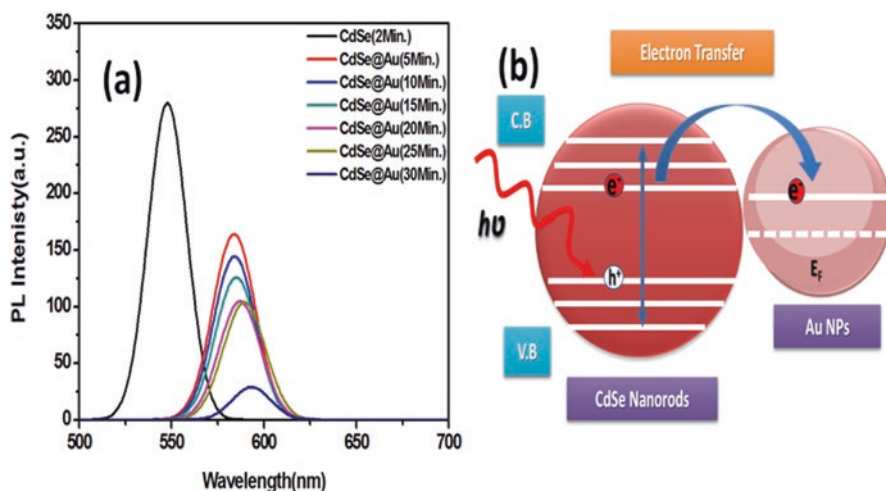 350
300
250
200
150
100
50
0
PL Intenisty(a.u.)
(a)
CdSe(2Min.)
CdSe@Au(5Min.)
CdSe@Au(10Min.)
CdSe@Au(15Min.)
CdSe@Au(20Min.)
CdSe@Au(25Min.)
CdSe@Au(30Min.)
500 550 600 650 700
Wavelength(nm)
(b)
Electron Transfer
C.B
hυ
e-
h+
V.B
CdSe Nanorods
e-
EF
Au NPs